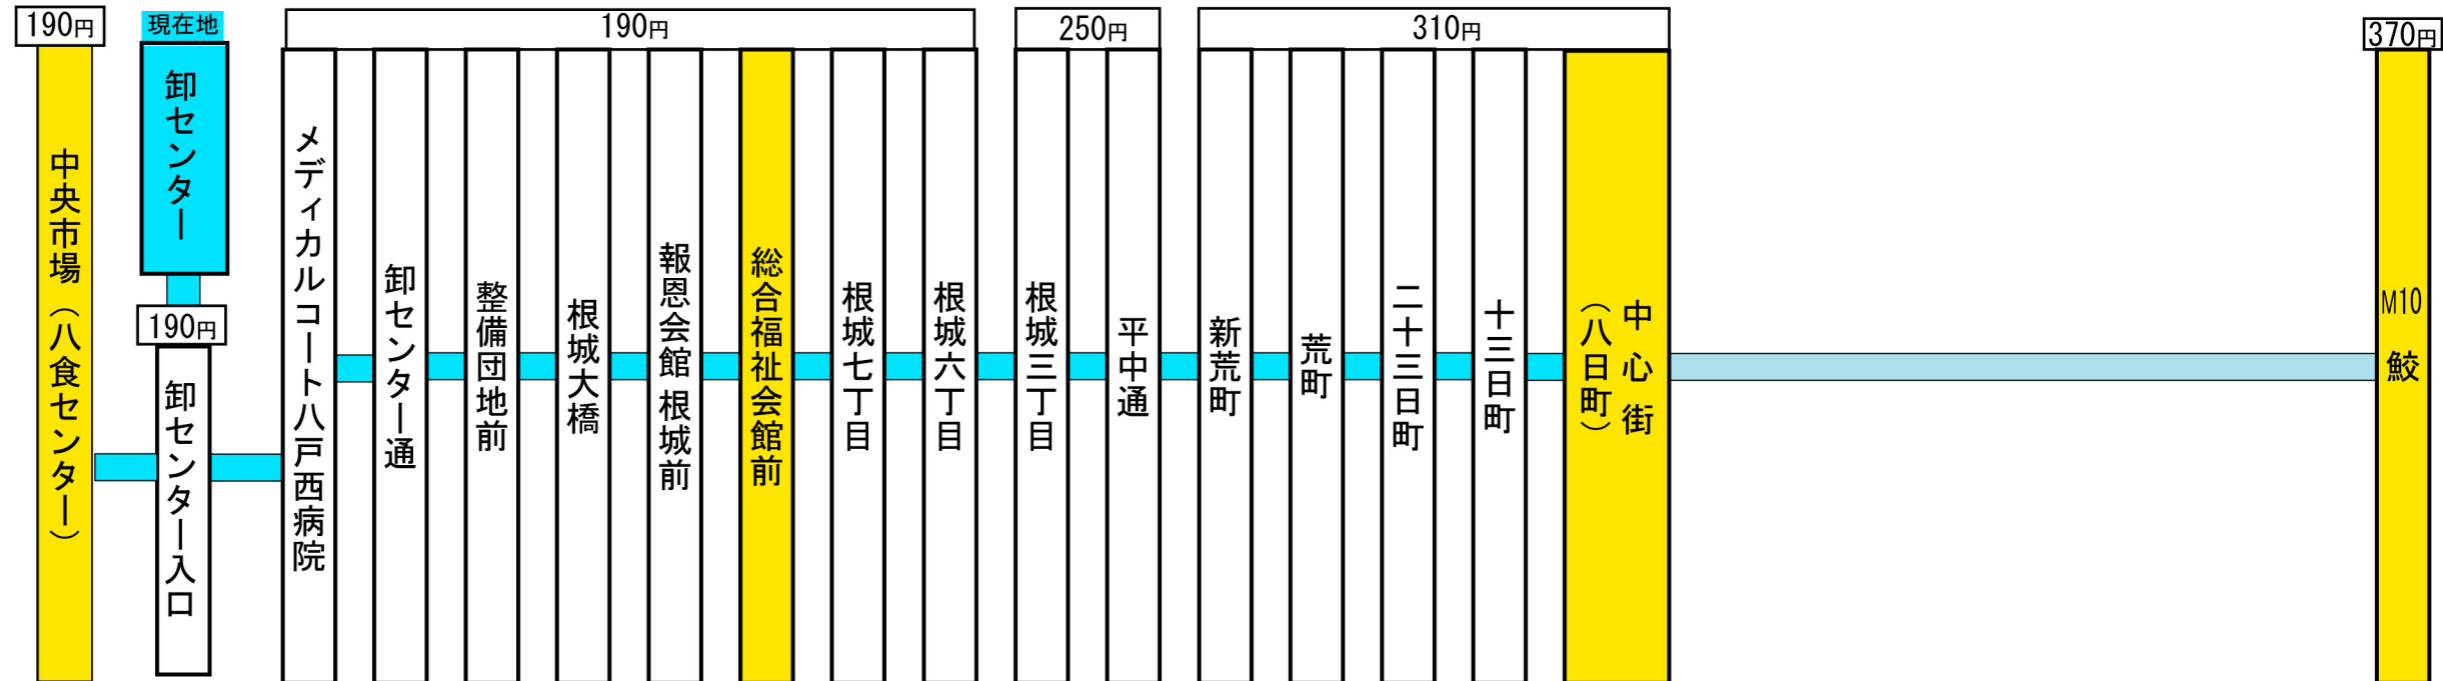 190円
中央市場（八食センター）
現在地
卸センター
190円
卸センター入口
190円
メディカルコート八戸西病院
卸センター通
整備団地前
根城大橋
報恩会館 根城前
総合福祉会館前
根城七丁目
根城六丁目
250円
根城三丁目
平中通
310円
新荒町
荒町
二十三日町
十三日町
中心街
（八日町）
370円
M10
鮫